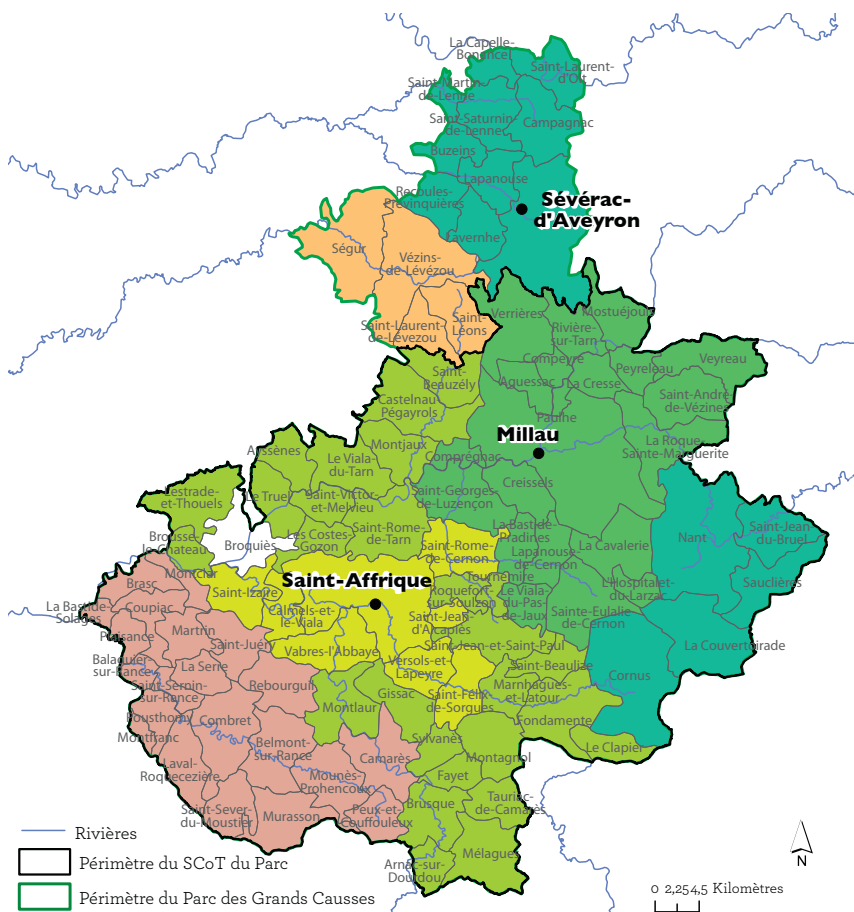 La Capelle-
Bonance
Saint-Laurent-
d'Olt
Saint-Martin-
de-Lenne
Campagnac
Saint-Saturnin-
de-Lenne
Buzeins
Lapanouse
Recoules-
Prévinquières
Sévérac-
d'Aveyron
Lavernhe
Ségur
Vézins-
de-Lévézou
Saint-
Léons
Saint-Laurent-
de-Lévezou
Mostuéjouls
Verrières
Rivière-
sur-Tarn
Compeyre
Peyreleau
Veyreau
Saint-
Beauzély
Aguessac
La Cresse
Saint-André-
de-Vézines
Castelnau-
Pégayrols
Paulhe
Millau
La Roque-
Sainte-Marguerite
Montjaux
Ayssènes
Le Viala-
du-Tarn
Comprégnac
Creissels
Lestrade-
et-Thouels
Le Truel
Saint-Victor-
et-Melvieu
Saint-Georges-
de-Luzençon
Brousse-
le-Château
Broquiès
Les Costes-
Gozon
Saint-Rome-
de-Tarn
Saint-Rome-
de-Cernon
La-Bastide-
Pradines
Lapanouse-
de-Cernon
La Cavalerie
Nant
Saint-Jean-
du-Bruel
Montclar
Saint-Affrique
Tournemire
Brasc
Saint-Izaire
Calmels-et-
le-Viala
Roquefort-
sur-Soulzon
Le Viala-
du-Pas-
de-Jaux
L'Hospitalet-
du-Larzac
Sauclières
La Bastide-
Solages
Coupiac
Sainte-Eulalie-
de-Cernon
Martrin
Saint-Juéry
Saint-Jean-
d'Alcapiès
Plaisance
Vabres-l'Abbaye
Saint-Jean-et-Saint-Paul
La Couvertoirade
Balaguier-
sur-Rance
La Serre
Versols-et-
Lapeyre
Saint-Beaulize
Cornus
Saint-Sernin-
sur-Rance
Rebourguil
Gissac
Saint-Félix-
de-Sorgues
Marnhagues-
et-Latour
Montlaur
Pousthomy
Combret
Fondamente
Montfranc
Belmont-
sur-Rance
Camarès
Sylvanès
Le Clapier
Laval-
Roquecezière
Montagnol
Mounès-
Prohencoux
Fayet
Saint-Sever-
du-Moustier
Murasson
Peux-et-
Couffouleux
Brusque
Tauriac-
de-Camarès
Mélagues
Arnac-sur-
Dourdou
Rivières
Périmètre du SCoT du Parc
Périmètre du Parc des Grands Causses
N
0 2,254,5 Kilomètres